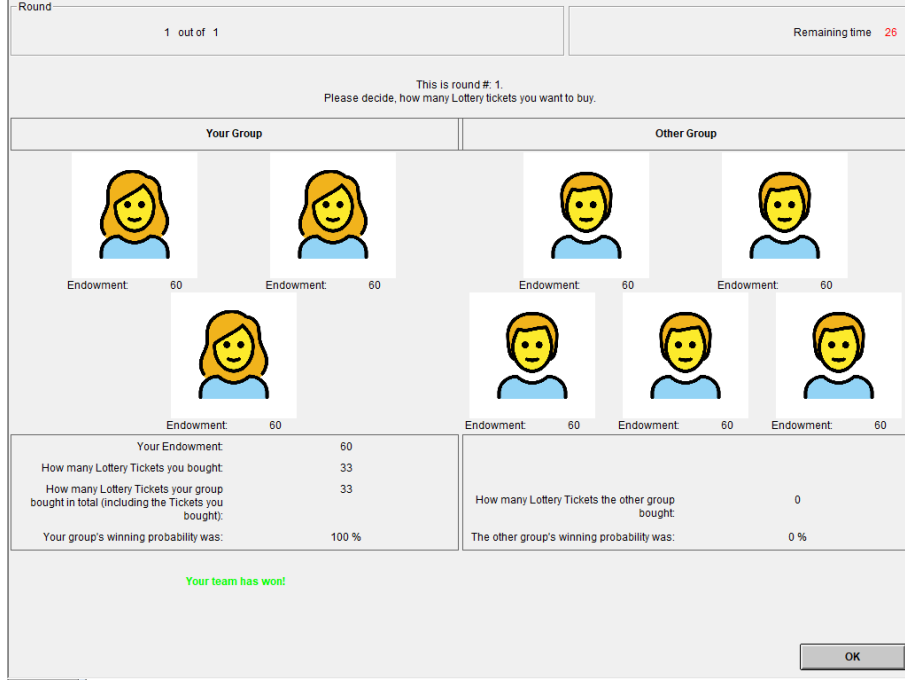 Round
1 out of 1
Remaining time 26
This is round #: 1.
Please decide, how many Lottery tickets you want to buy.
Your Group
Other Group
Endowment: 60
Endowment: 60
Endowment: 60
Endowment: 60
Endowment: 60
Endowment: 60
Endowment: 60
Endowment: 60
Your Endowment: 60
How many Lottery Tickets you bought: 33
How many Lottery Tickets your group 33
bought in total (including the Tickets you
bought):
Your group's winning probability was: 100 %
How many Lottery Tickets the other group 0
bought:
The other group's winning probability was: 0 %
Your team has won!
OK